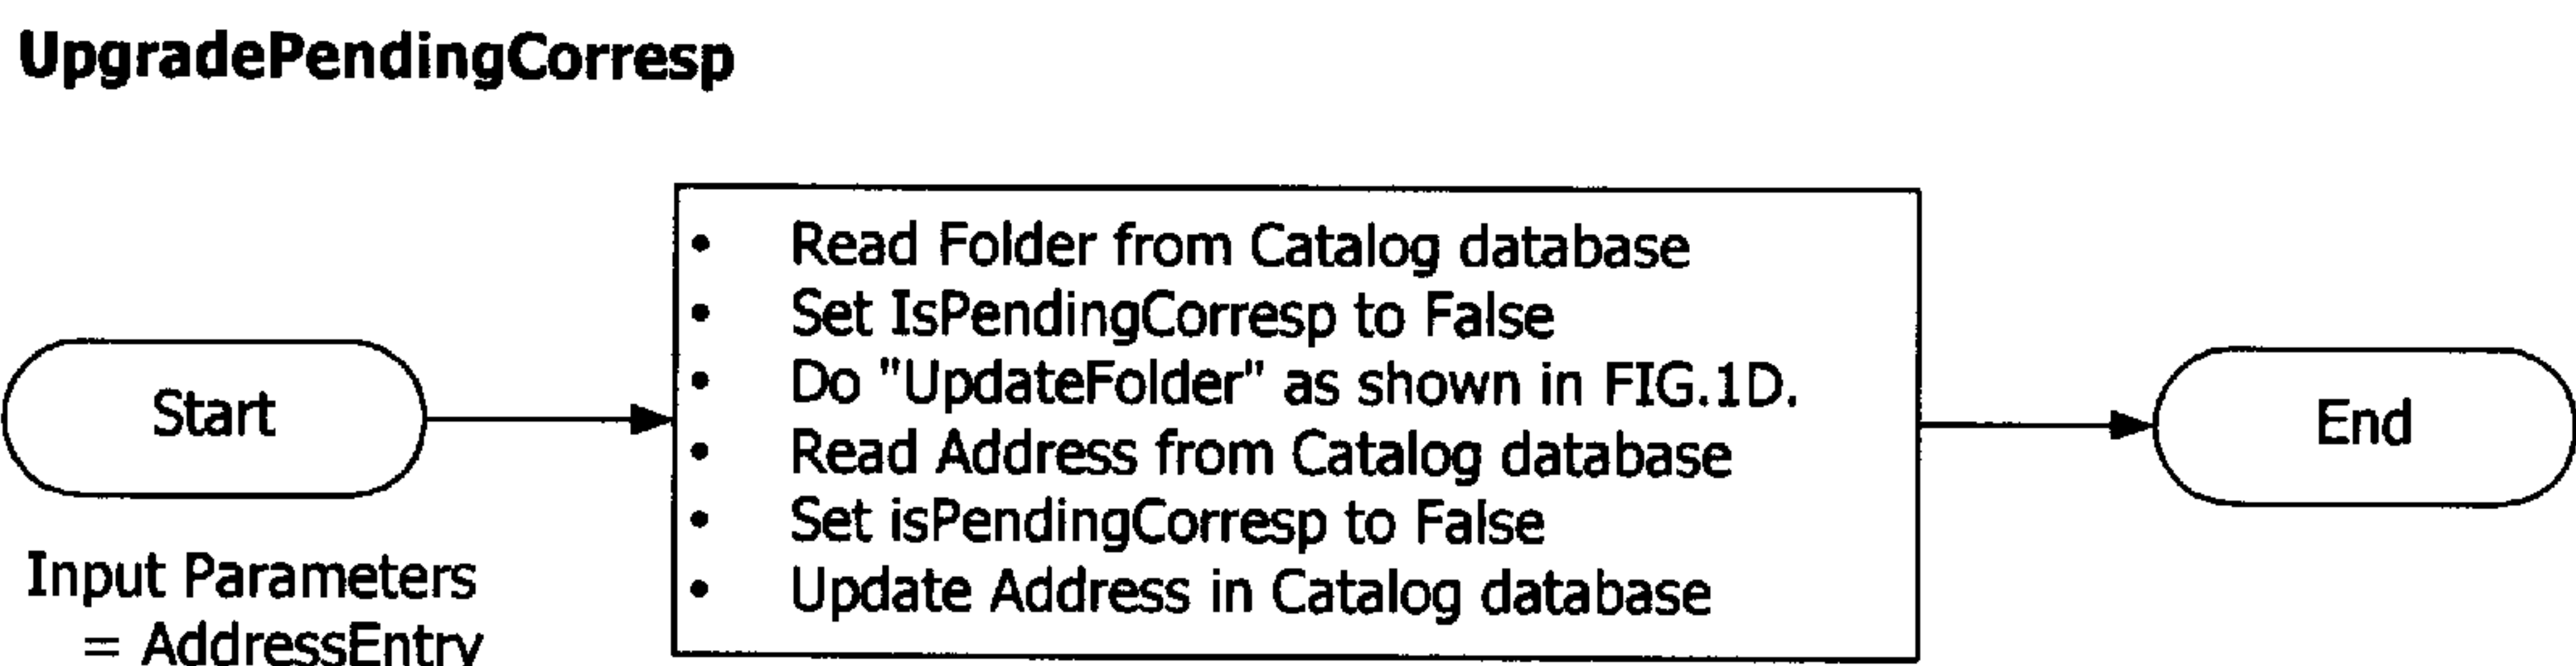 UpgradePendingCorresp
• Read Folder from Catalog database
• Set IsPendingCorresp to False
• Do "UpdateFolder" as shown in FIG.1D.
• Read Address from Catalog database
• Set isPendingCorresp to False
• Update Address in Catalog database
Start
End
Input Parameters
= AddressEntry